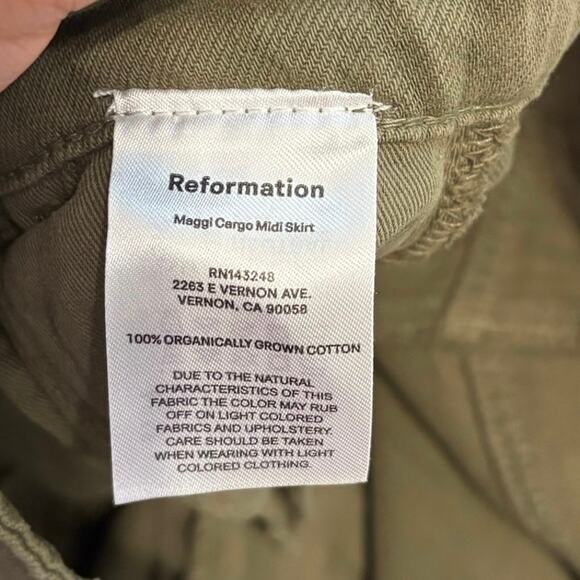 Reformation
Maggi Cargo Midi Skirt
RN143248
2263 E VERNON AVE.
VERNON, CA 90058
100% ORGANICALLY GROWN COTTON
DUE TO THE NATURAL
CHARACTERISTICS OF THIS
FABRIC THE COLOR MAY RUB
OFF ON LIGHT COLORED
FABRICS AND UPHOLSTERY.
CARE SHOULD BE TAKEN
WHEN WEARING WITH LIGHT
COLORED CLOTHING.